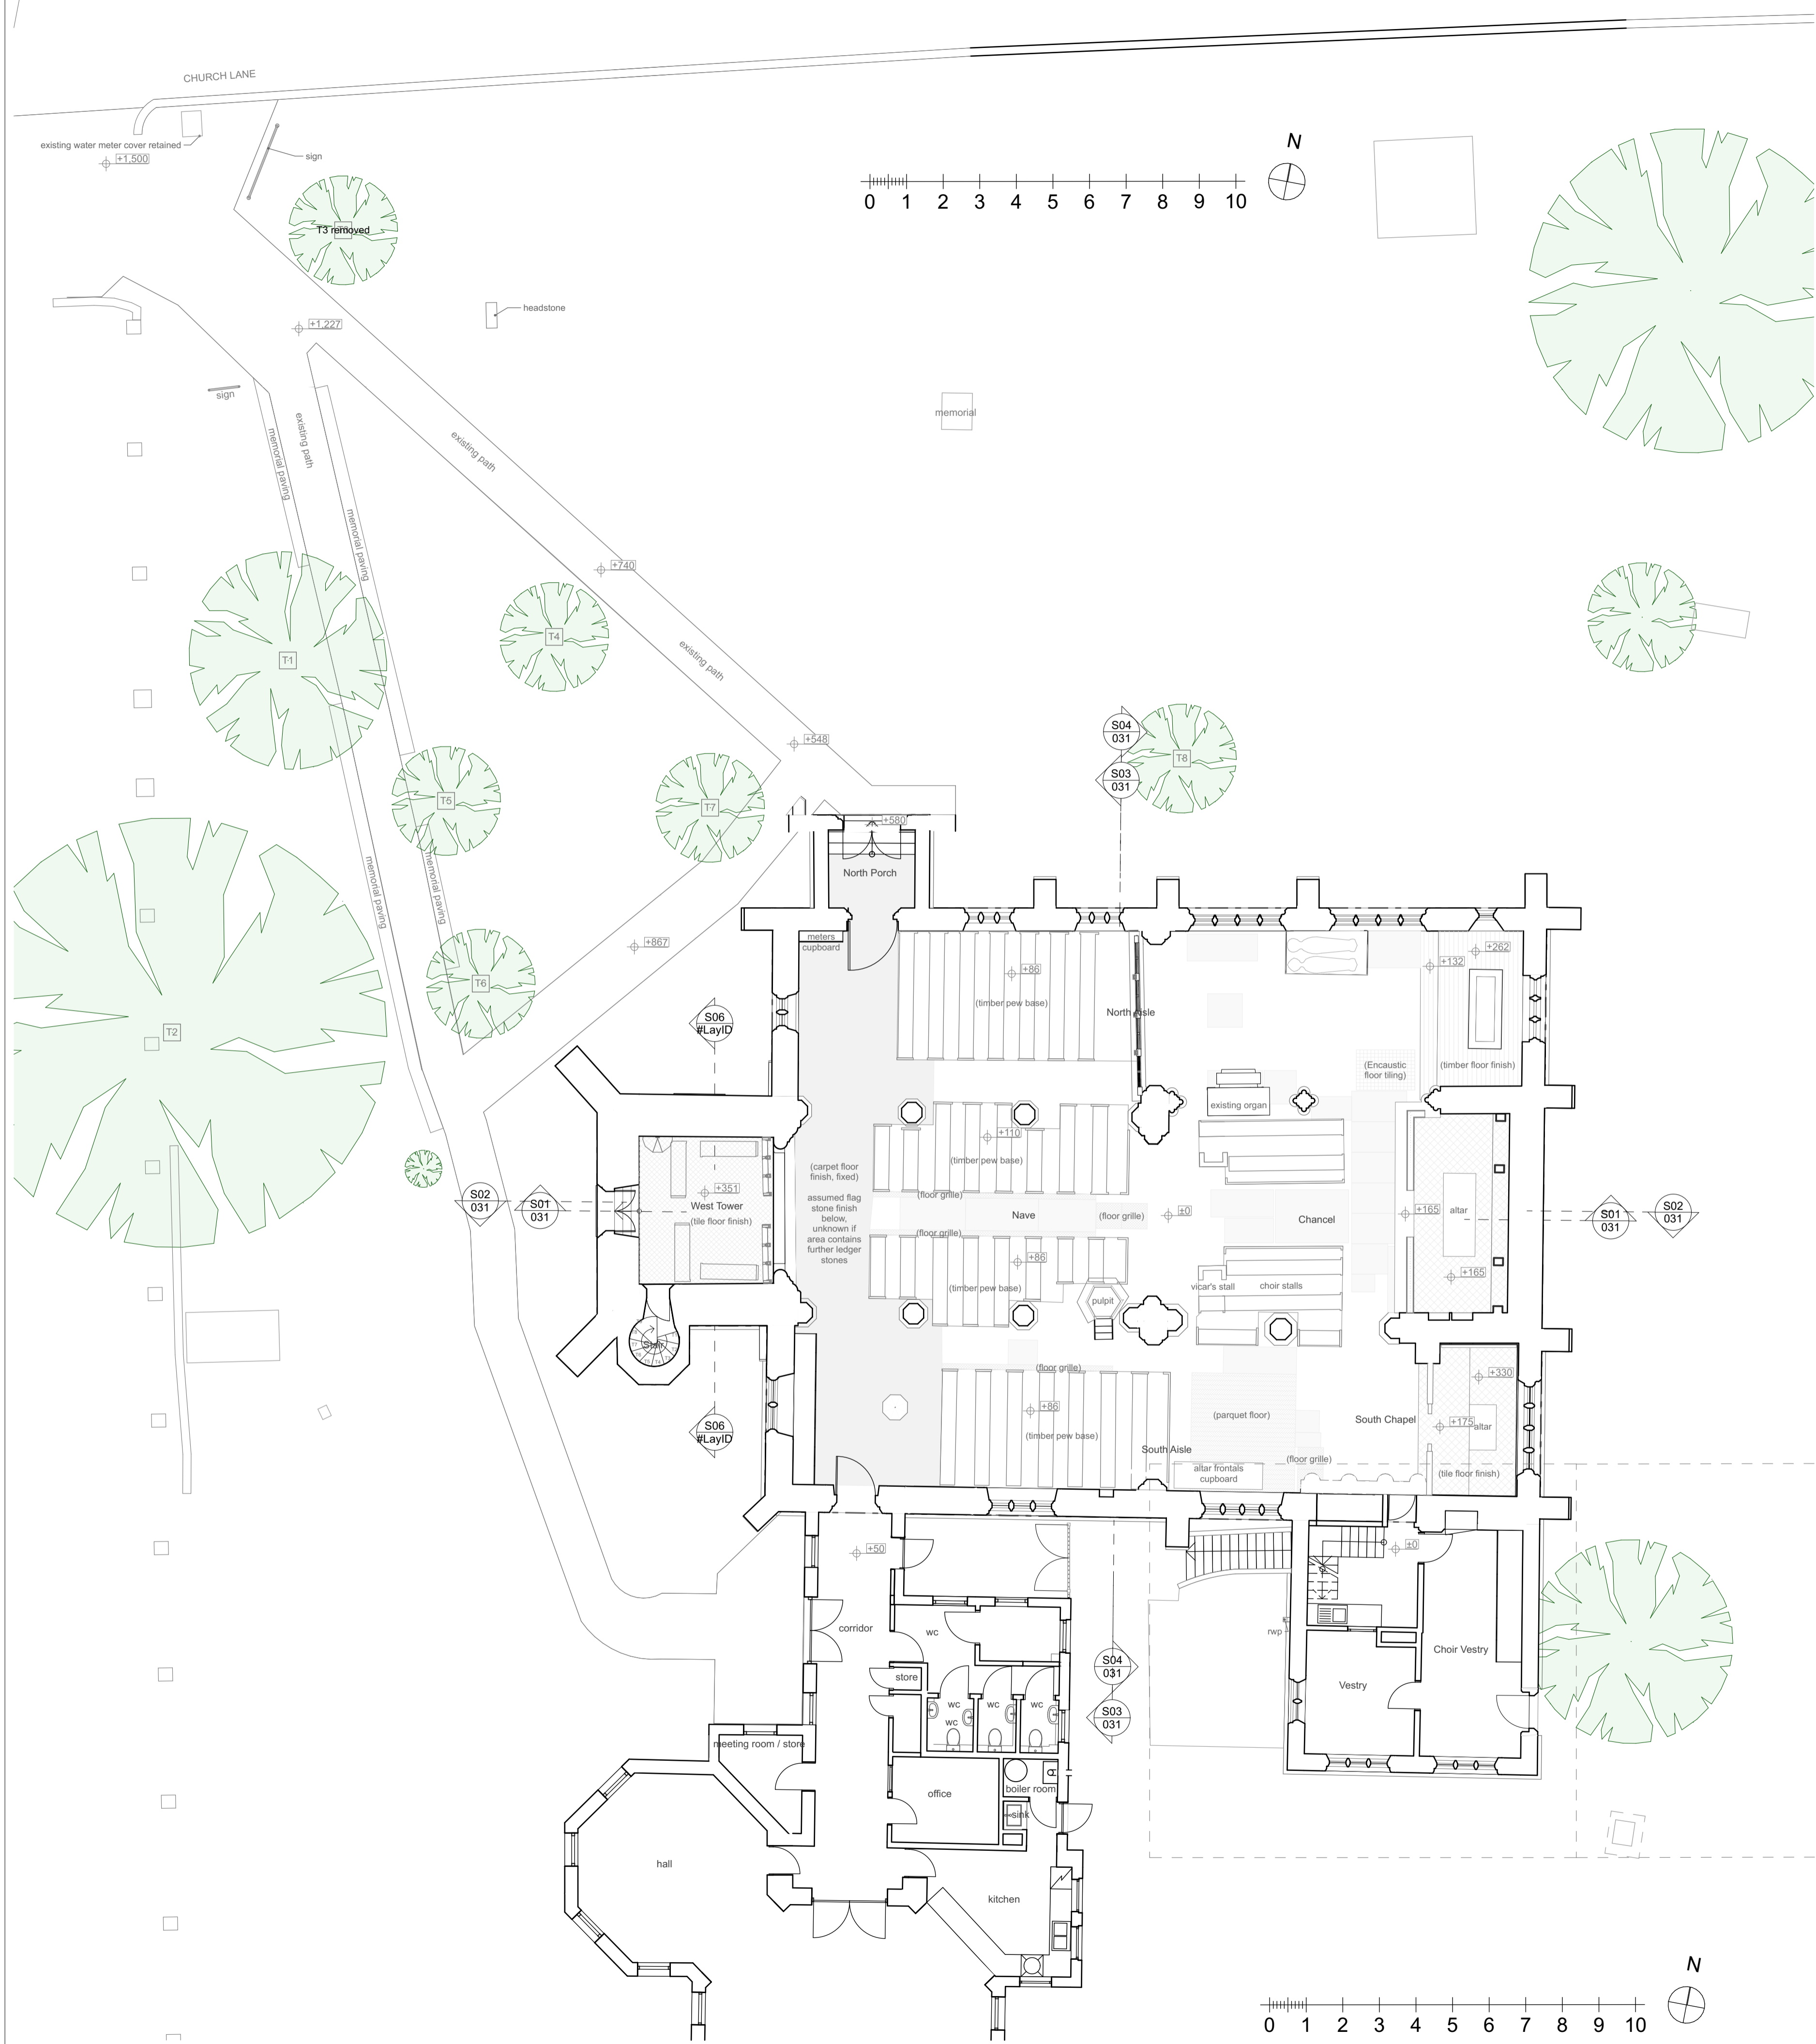 CHURCH LANE
existing water meter cover retained
+1,500
sign
N
0 1 2 3 4 5 6 7 8 9 10
T3 removed
+1,227
headstone
sign
memorial
existing path
memorial paving
existing path
memorial paving
+740
T4
T1
existing path
S04
031
+548
T8
S03
031
T5
T7
+580
memorial paving
memorial paving
North Porch
+867
meters
cupboard
+262
+132
+86
T6
(timber pew base)
North Aisle
S06
#LayID
T2
(Encaustic
floor tiling)
(timber floor finish)
existing organ
+110
(timber pew base)
(carpet floor
finish, fixed)
assumed flag
stone finish
below,
unknown if
area contains
further ledger
stones
+351
West Tower
(tile floor finish)
S02
031
S01
031
(floor grille)
Nave
(floor grille)
±0
Chancel
+165
altar
S01
031
S02
031
(floor grille)
+86
(timber pew base)
+165
vicar's stall
choir stalls
pulpit
Stair
(floor grille)
+330
+86
(parquet floor)
South Chapel
+175
altar
(timber pew base)
S06
#LayID
South Aisle
(floor grille)
altar frontals
cupboard
(tile floor finish)
+50
±0
corridor
wc
rwp
Choir Vestry
S04
031
store
Vestry
wc
wc
wc
wc
S03
031
meeting room / store
office
boiler room
sink
hall
kitchen
N
0 1 2 3 4 5 6 7 8 9 10